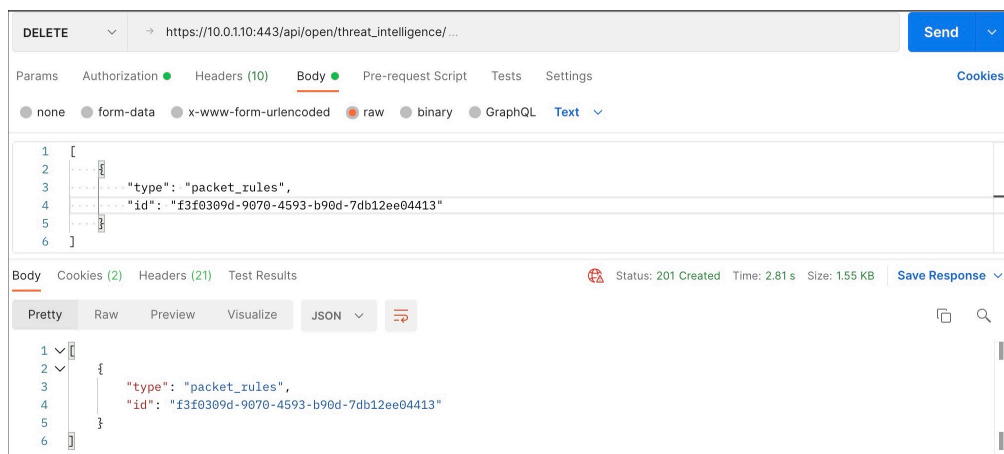 DELETE https://10.0.1.10:443/api/open/threat_intelligence/ ... Send
Params Authorization Headers (10) Body Pre-request Script Tests Settings Cookies
none form-data x-www-form-urlencoded raw binary GraphQL Text
1 [
2 {
3 "type": "packet_rules",
4 "id": "f3f0309d-9070-4593-b90d-7db12ee04413"
5 }
6 ]
Body Cookies (2) Headers (21) Test Results Status: 201 Created Time: 2.81 s Size: 1.55 KB Save Response
Pretty Raw Preview Visualize JSON
1 [
2 {
3 "type": "packet_rules",
4 "id": "f3f0309d-9070-4593-b90d-7db12ee04413"
5 }
6 ]